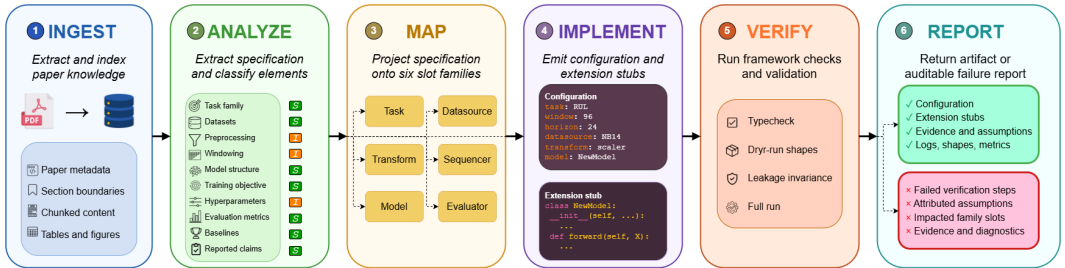 1 INGEST
Extract and index
paper knowledge
PDF
Paper metadata
Section boundaries
Chunked content
Tables and figures
2 ANALYZE
Extract specification
and classify elements
Task family S
Datasets S
Preprocessing I
Windowing I
Model structure S
Training objective S
Hyperparameters I
Evaluation metrics S
Baselines S
Reported claims S
3 MAP
Project specification
onto six slot families
Task Datasource
Transform Sequencer
Model Evaluator
4 IMPLEMENT
Emit configuration and
extension stubs
Configuration
task: RUL
window: 96
horizon: 24
datasource: NB14
transform: scaler
model: NewModel
Extension stub
class NewModel:
__init__(self, ...):
...
def forward(self, X):
...
5 VERIFY
Run framework checks
and validation
Typecheck
Dryr-run shapes
Leakage invariance
Full run
6 REPORT
Return artifact or
auditable failure report
✓ Configuration
✓ Extension stubs
✓ Evidence and assumptions
✓ Logs, shapes, metrics
× Failed verification steps
× Attributed assumptions
× Impacted family slots
× Evidence and diagnostics